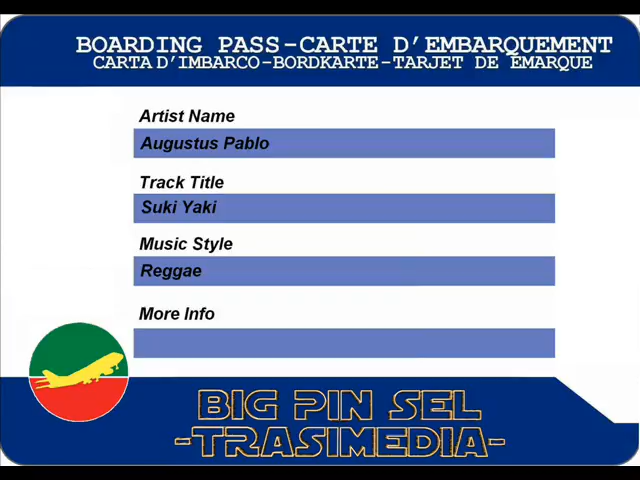 BOARDING PASS-CARTE D'EMBARQUEMENT
CARTA D'IMBARCO-BORDKARTE-TARJET DE EMARQUE
Artist Name
Augustus Pablo
Track Title
Suki Yaki
Music Style
Reggae
More Info
BIG PIN SEL
-TRASIMEDIA-